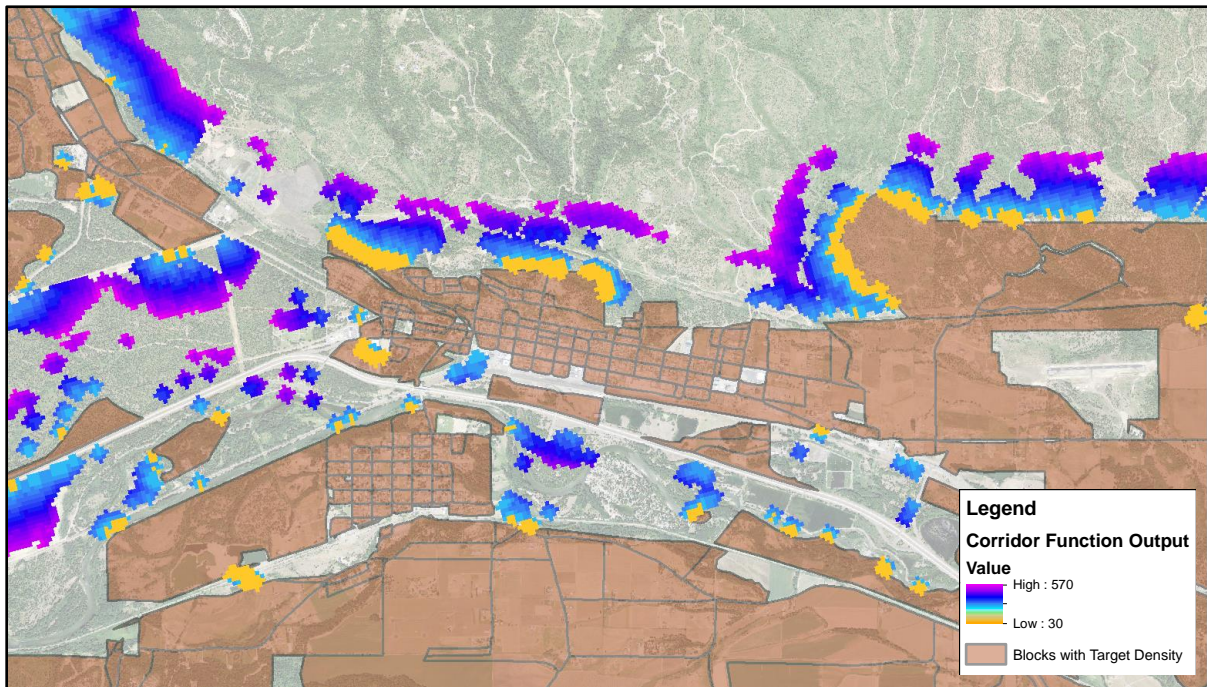 Legend
Corridor Function Output
Value
High : 570
Low : 30
Blocks with Target Density